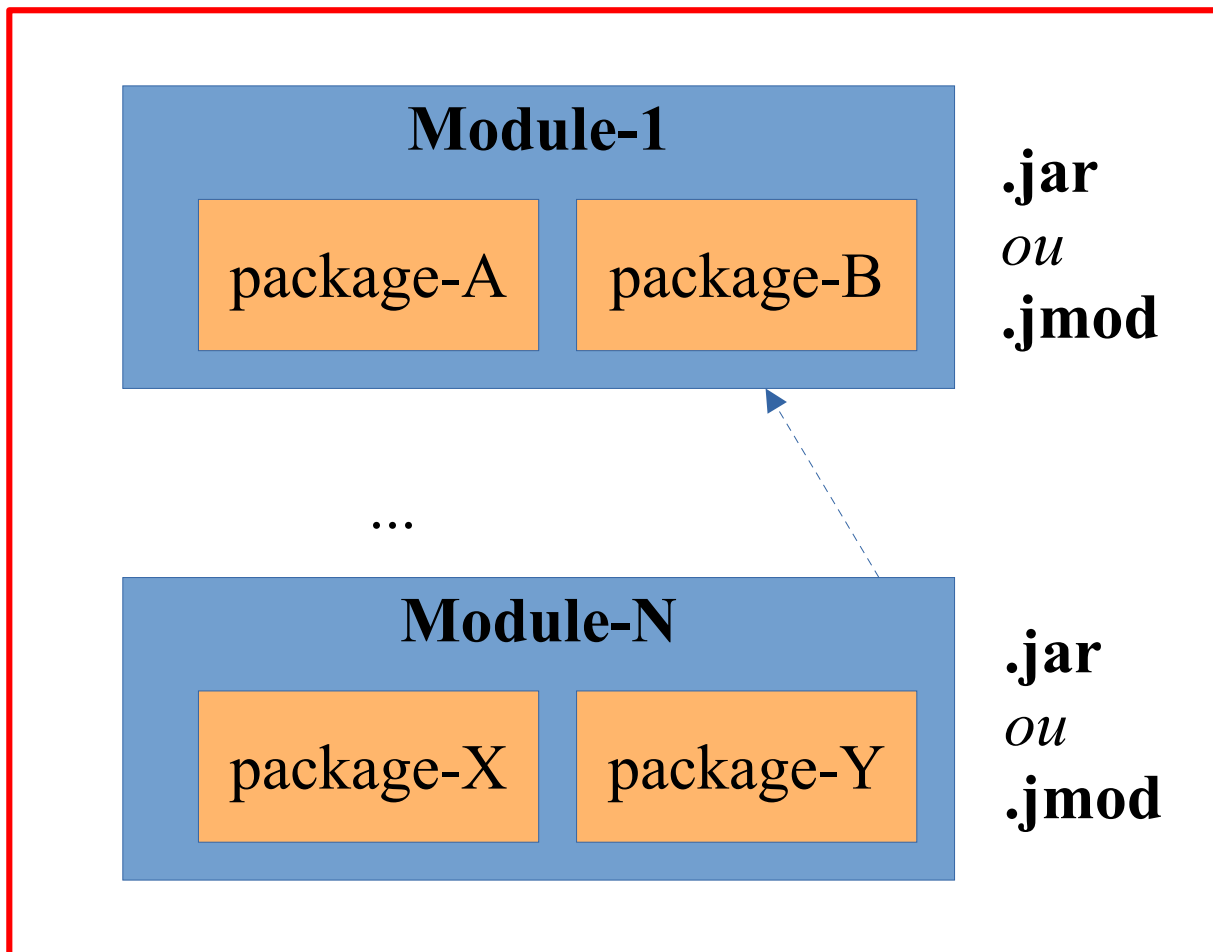 Module-1
package-A
package-B
.jar
ou
.jmod
...
Module-N
package-X
package-Y
.jar
ou
.jmod